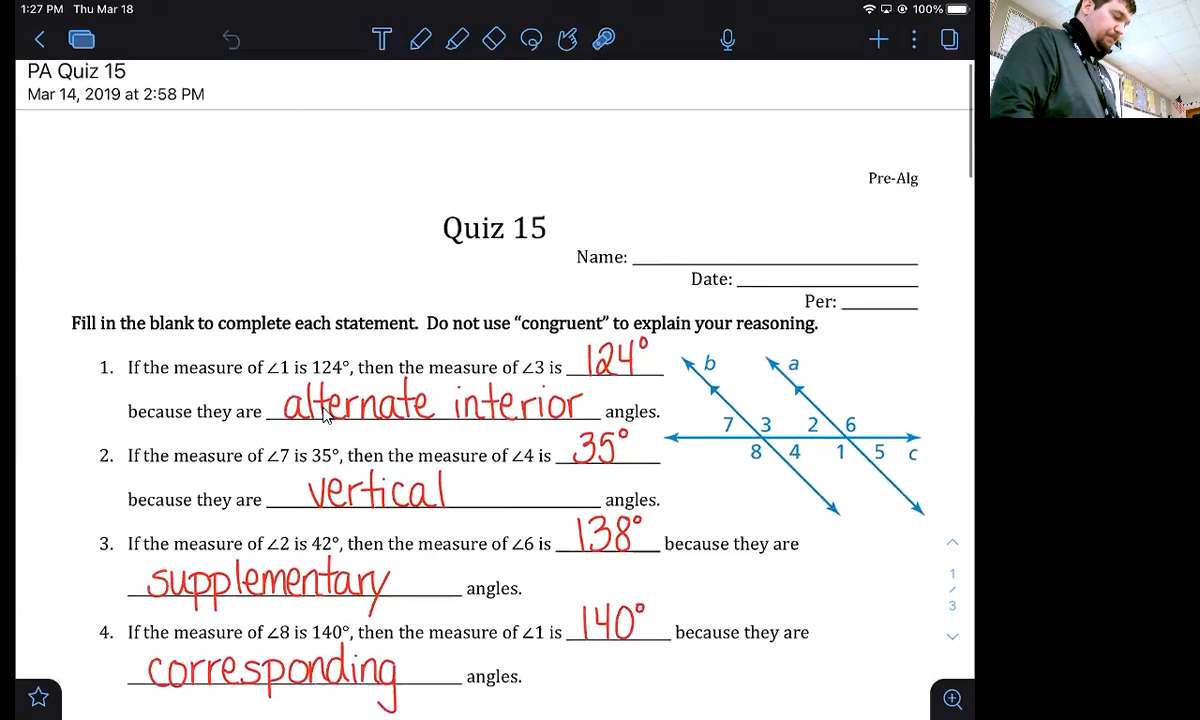 1:27 PM Thu Mar 18
100%
PA Quiz 15
Mar 14, 2019 at 2:58 PM
Pre-Alg
Quiz 15
Name:
Date:
Per:
Fill in the blank to complete each statement. Do not use “congruent” to explain your reasoning.
1. If the measure of ∠1 is 124°, then the measure of ∠3 is 124°
because they are alternate interior angles.
2. If the measure of ∠7 is 35°, then the measure of ∠4 is 35°
because they are vertical angles.
3. If the measure of ∠2 is 42°, then the measure of ∠6 is 138° because they are
supplementary angles.
4. If the measure of ∠8 is 140°, then the measure of ∠1 is 140° because they are
corresponding angles.
b a
7 3 2 6
8 4 1 5 c
1
/
3